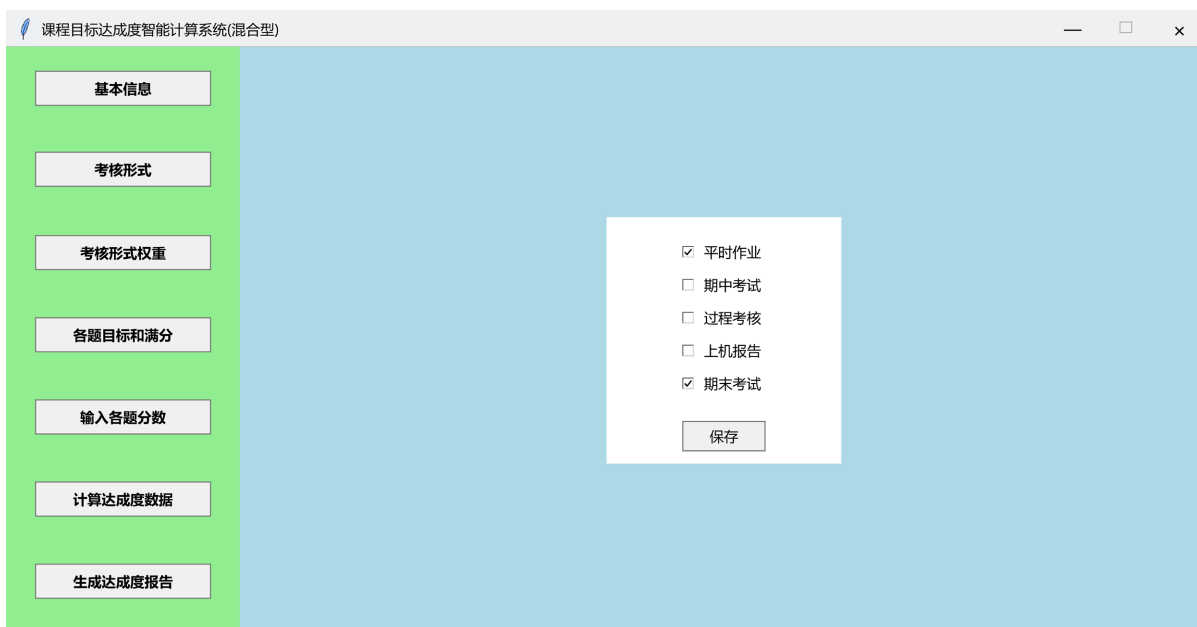 课程目标达成度智能计算系统(混合型)
基本信息
考核形式
考核形式权重
各题目标和满分
输入各题分数
计算达成度数据
生成达成度报告
平时作业
期中考试
过程考核
上机报告
期末考试
保存